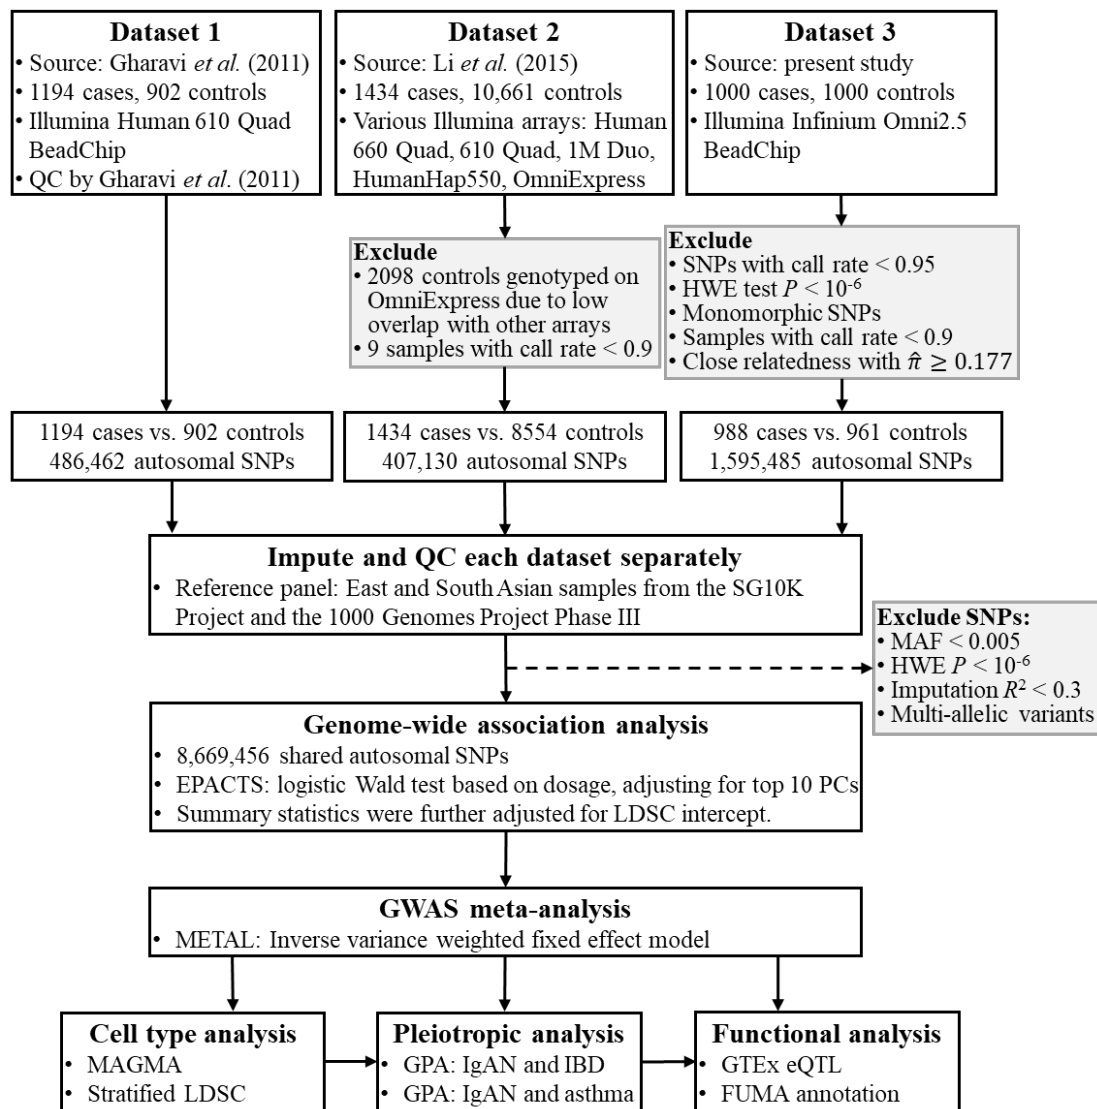 Dataset 1
• Source: Gharavi et al. (2011)
• 1194 cases, 902 controls
• Illumina Human 610 Quad
BeadChip
• QC by Gharavi et al. (2011)
Dataset 2
• Source: Li et al. (2015)
• 1434 cases, 10,661 controls
• Various Illumina arrays: Human
660 Quad, 610 Quad, 1M Duo,
HumanHap550, OmniExpress
Dataset 3
• Source: present study
• 1000 cases, 1000 controls
• Illumina Infinium Omni2.5
BeadChip
Exclude
• 2098 controls genotyped on
OmniExpress due to low
overlap with other arrays
• 9 samples with call rate < 0.9
Exclude
• SNPs with call rate < 0.95
• HWE test P < 10⁻⁶
• Monomorphic SNPs
• Samples with call rate < 0.9
• Close relatedness with π̂ ≥ 0.177
1194 cases vs. 902 controls
486,462 autosomal SNPs
1434 cases vs. 8554 controls
407,130 autosomal SNPs
988 cases vs. 961 controls
1,595,485 autosomal SNPs
Impute and QC each dataset separately
• Reference panel: East and South Asian samples from the SG10K
Project and the 1000 Genomes Project Phase III
Exclude SNPs:
• MAF < 0.005
• HWE P < 10⁻⁶
• Imputation R² < 0.3
• Multi-allelic variants
Genome-wide association analysis
• 8,669,456 shared autosomal SNPs
• EPACTS: logistic Wald test based on dosage, adjusting for top 10 PCs
• Summary statistics were further adjusted for LDSC intercept.
GWAS meta-analysis
• METAL: Inverse variance weighted fixed effect model
Cell type analysis
• MAGMA
• Stratified LDSC
Pleiotropic analysis
• GPA: IgAN and IBD
• GPA: IgAN and asthma
Functional analysis
• GTEx eQTL
• FUMA annotation